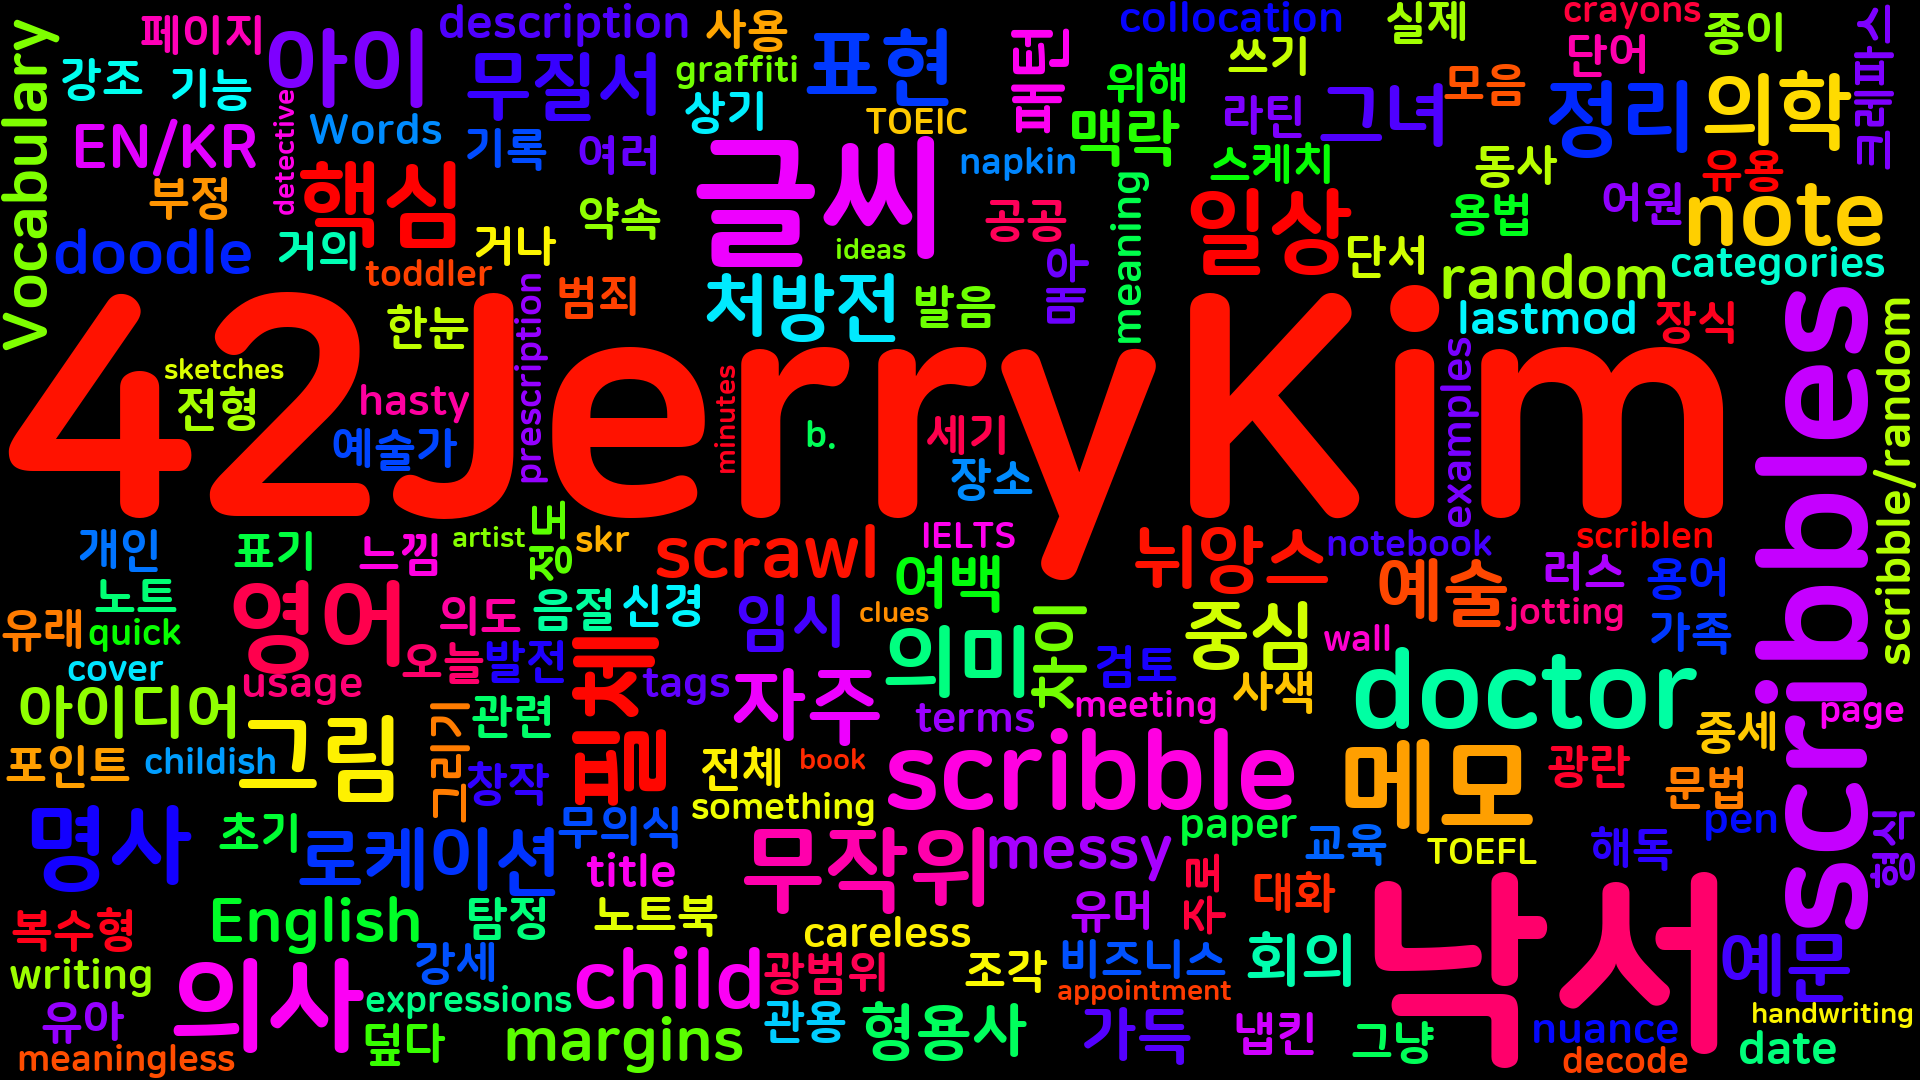 Vocabulary
페이지
강조
기능
아이
description
무질서
사용
graffiti
표현
상기
TOEIC
패턴
collocation
위해
쓰기
실제
crayons
단어
종이
크레파스
EN/KR
detective
Words
기록
여러
글씨
napkin
맥락
라틴
그녀
모음
정리
의학
부정
핵심
약속
ideas
공공
meaning
스케치
일상
동사
용법
어원
유용
note
doodle
거의
toddler
거나
범죄
처방전
발음
단서
random
categories
lastmod
장식
scribbles
scribble/random
42JerryKim
한눈
prescription
sketches
전형
hasty
예술가
minutes
b.
세기
장소
examples
개인
표기
느낌
artist
skr
scrawl
IELTS
뉘앙스
notebook
scriblen
노트
영어
의도
음절
신경
임시
여백
clues
중심
예술
러스
용어
jotting
가족
유래
quick
cover
usage
오늘
발전
tags
자주
의미
차이
검토
wall
doctor
아이디어
그림
그리기
관련
terms
meeting
사색
page
포인트
childish
창작
전체
book
scribble
메모
광란
중세
문법
something
명사
초기
로케이션
무의식
title
무작위
messy
paper
교육
TOEFL
해독
pen
복수형
English
탐정
노트북
careless
유머
대화
낙서
writing
의사
강세
expressions
child
광범위
조각
비즈니스
appointment
회의
예문
유아
덮다
margins
관용
형용사
가득
냅킨
그냥
nuance
handwriting
meaningless
decode
date